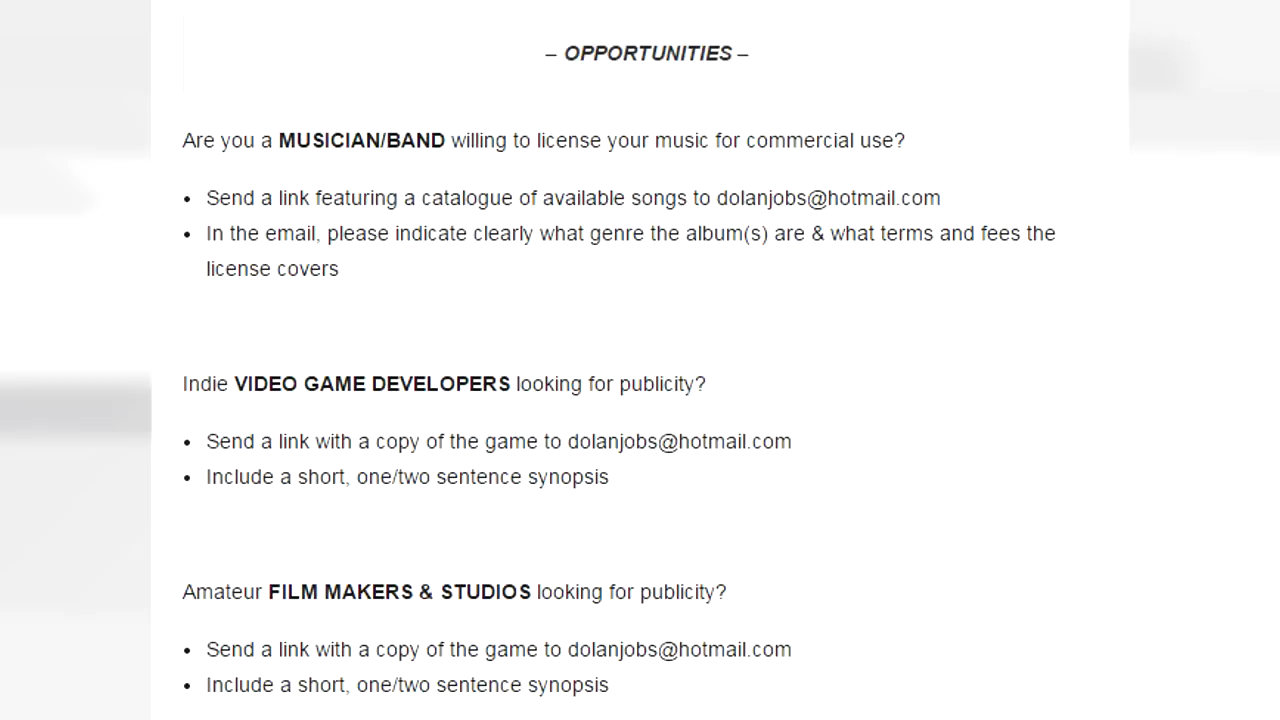 – OPPORTUNITIES –
Are you a MUSICIAN/BAND willing to license your music for commercial use?
• Send a link featuring a catalogue of available songs to dolanjobs@hotmail.com
• In the email, please indicate clearly what genre the album(s) are & what terms and fees the
license covers
Indie VIDEO GAME DEVELOPERS looking for publicity?
• Send a link with a copy of the game to dolanjobs@hotmail.com
• Include a short, one/two sentence synopsis
Amateur FILM MAKERS & STUDIOS looking for publicity?
• Send a link with a copy of the game to dolanjobs@hotmail.com
• Include a short, one/two sentence synopsis